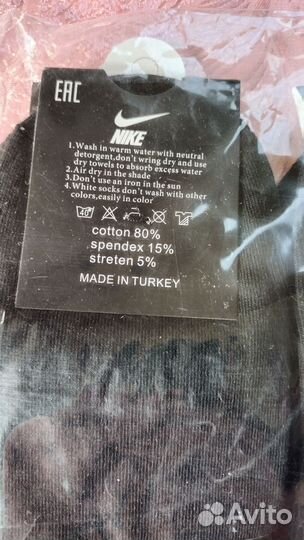 EAC
NIKE
1.Wash in warm water with neutral
detergent,don't wring dry and use
dry towels to absorb excess water
2.Air dry in the shade
3.Don't use an iron in the sun
4.White socks don't wash with other
colors,easily in color
40
cotton 80%
spendex 15%
streten 5%
MADE IN TURKEY
Avito